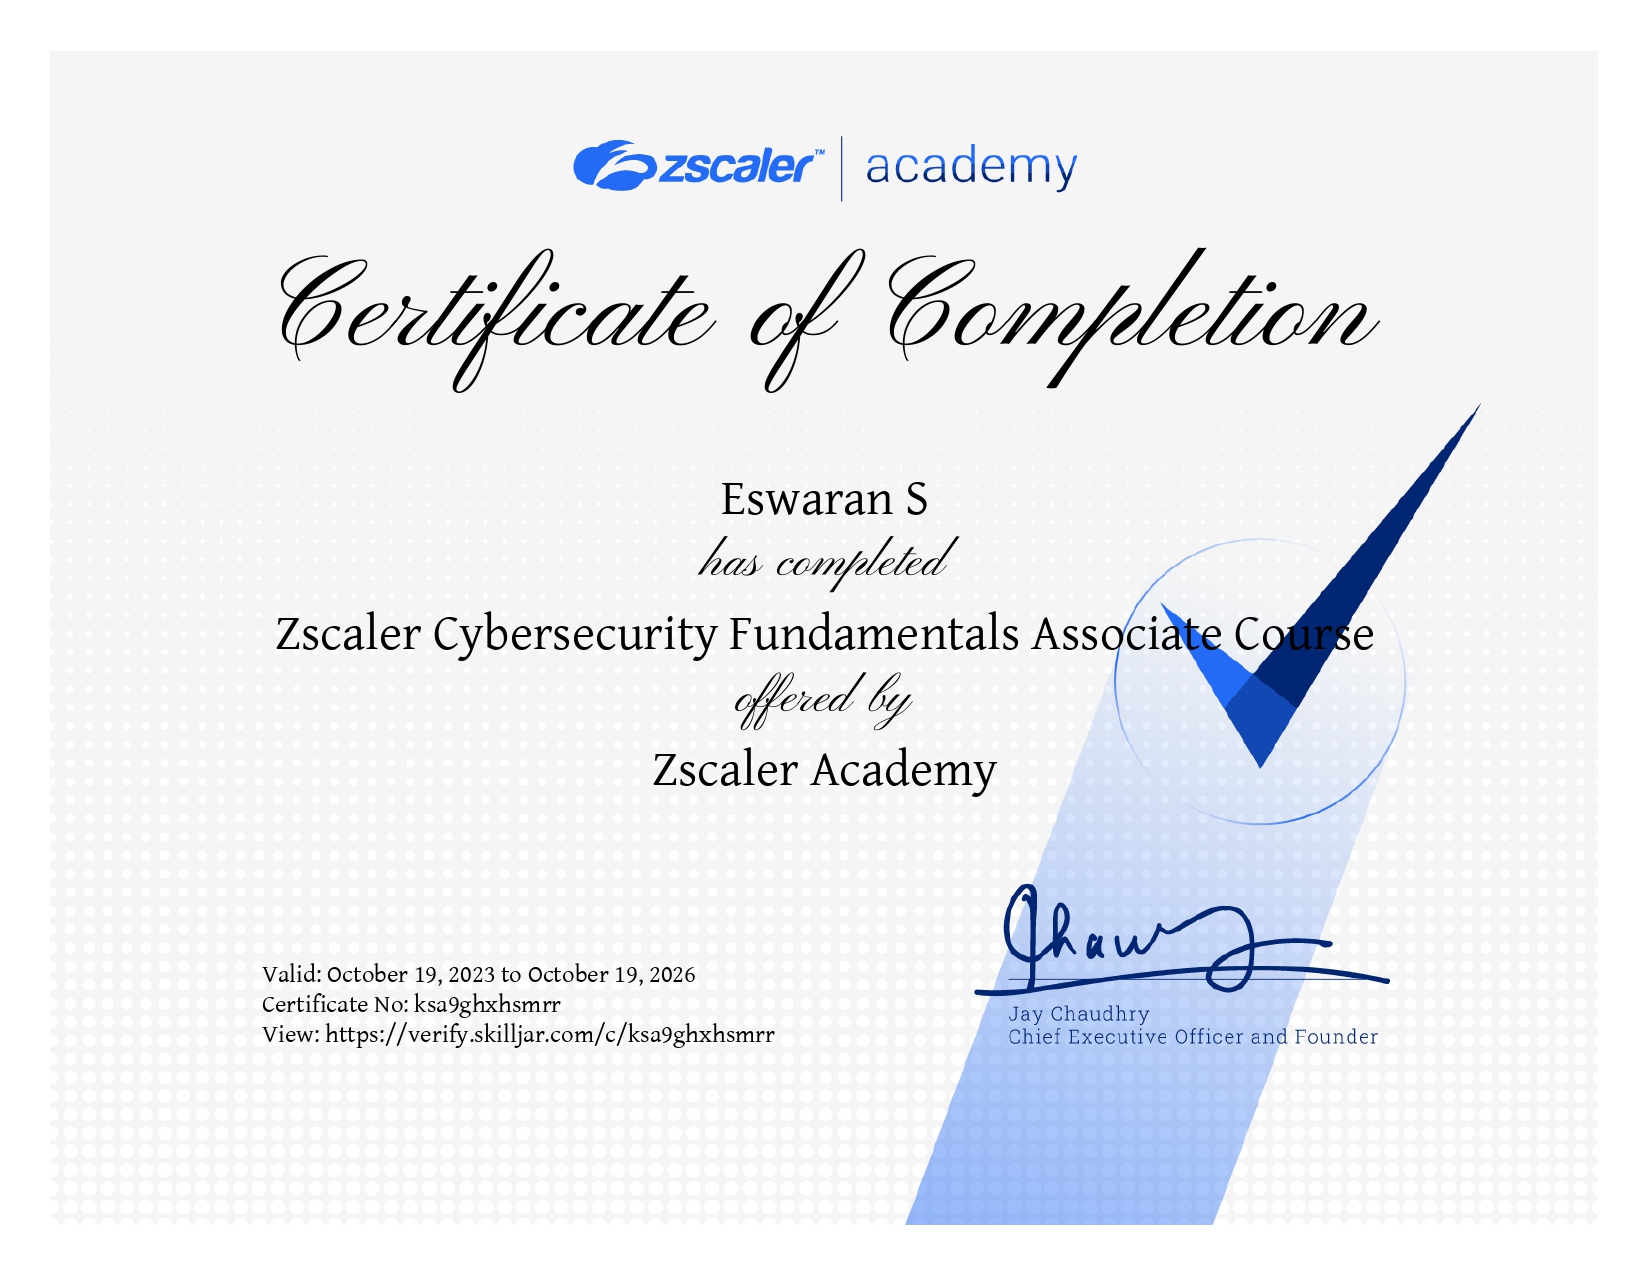 zscaler™ | academy
Certificate of Completion
Eswaran S
has completed
Zscaler Cybersecurity Fundamentals Associate Course
offered by
Zscaler Academy
Jhawry
Valid: October 19, 2023 to October 19, 2026
Certificate No: ksa9ghxhsmrr
View: https://verify.skilljar.com/c/ksa9ghxhsmrr
Jay Chaudhry
Chief Executive Officer and Founder